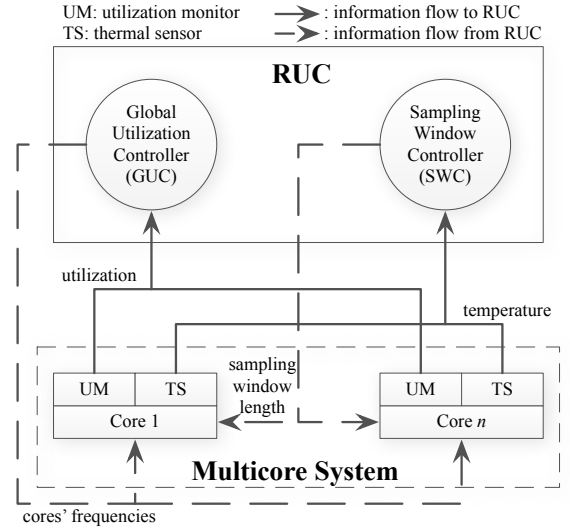 UM: utilization monitor
: information flow to RUC
TS: thermal sensor
: information flow from RUC
RUC
Global
Utilization
Controller
(GUC)
Sampling
Window
Controller
(SWC)
utilization
temperature
UM
TS
Core 1
sampling
window
length
UM
TS
Core n
Multicore System
cores' frequencies